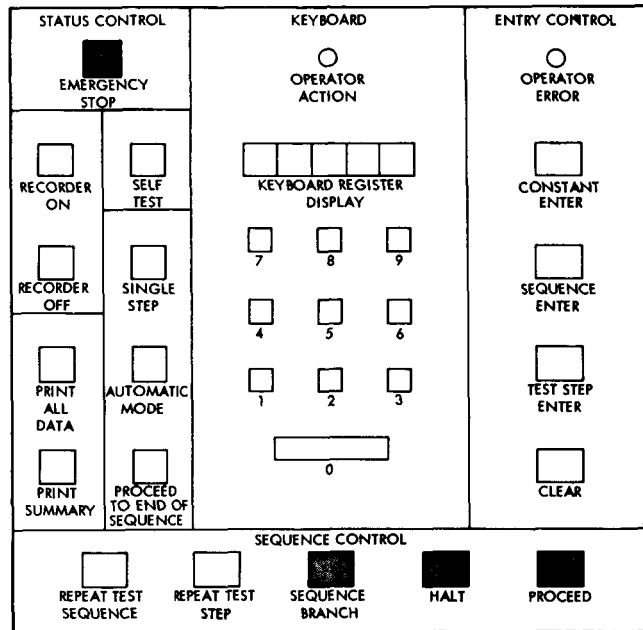 STATUS CONTROL
EMERGENCY
STOP
RECORDER
ON
SELF
TEST
RECORDER
OFF
SINGLE
STEP
PRINT
ALL
DATA
AUTOMATIC
MODE
PRINT
SUMMARY
PROCEED
TO END OF
SEQUENCE
KEYBOARD
OPERATOR
ACTION
KEYBOARD REGISTER
DISPLAY
7 8 9
4 5 6
1 2 3
0
ENTRY CONTROL
OPERATOR
ERROR
CONSTANT
ENTER
SEQUENCE
ENTER
TEST STEP
ENTER
CLEAR
SEQUENCE CONTROL
REPEAT TEST
SEQUENCE
REPEAT TEST
STEP
SEQUENCE
BRANCH
HALT
PROCEED